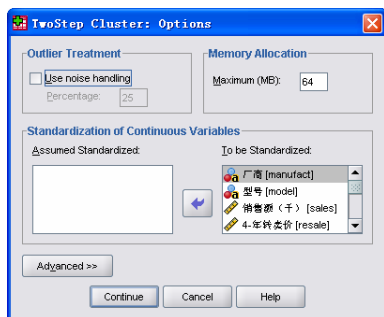 TwoStep Cluster: Options
Outlier Treatment
Use noise handling
Percentage: 25
Memory Allocation
Maximum (MB): 64
Standardization of Continuous Variables
Assumed Standardized:
To be Standardized:
厂商 [manufact]
型号 [model]
销售额（千） [sales]
4-年转卖价 [resale]
Advanced >>
Continue
Cancel
Help